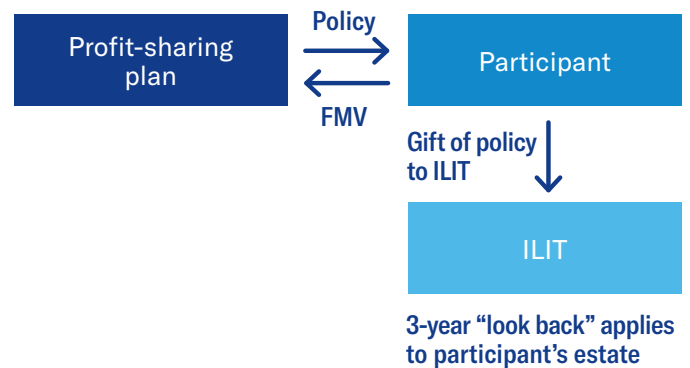 Profit-sharing
plan
Policy
FMV
Participant
Gift of policy
to ILIT
ILIT
3-year “look back” applies
to participant’s estate